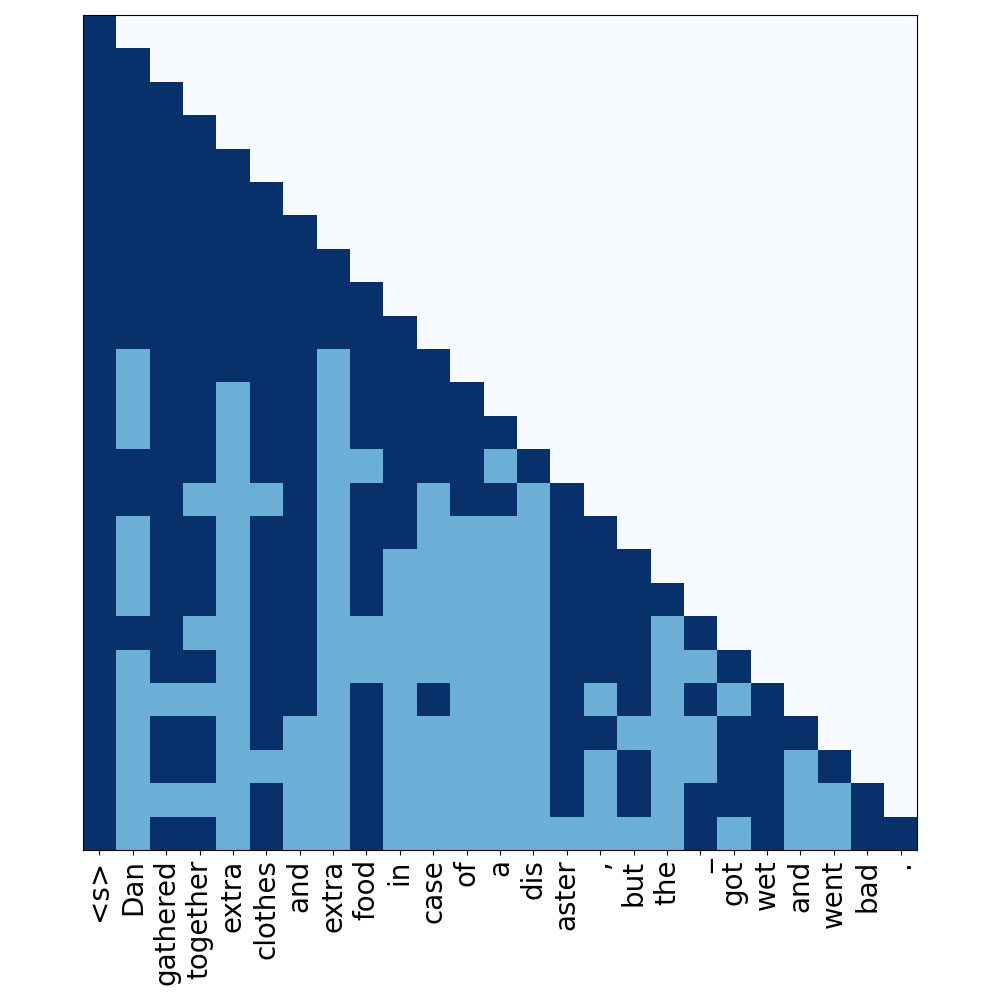 <s> Dan gathered together extra clothes and extra food in case of a dis aster , but the _ got wet and went bad .